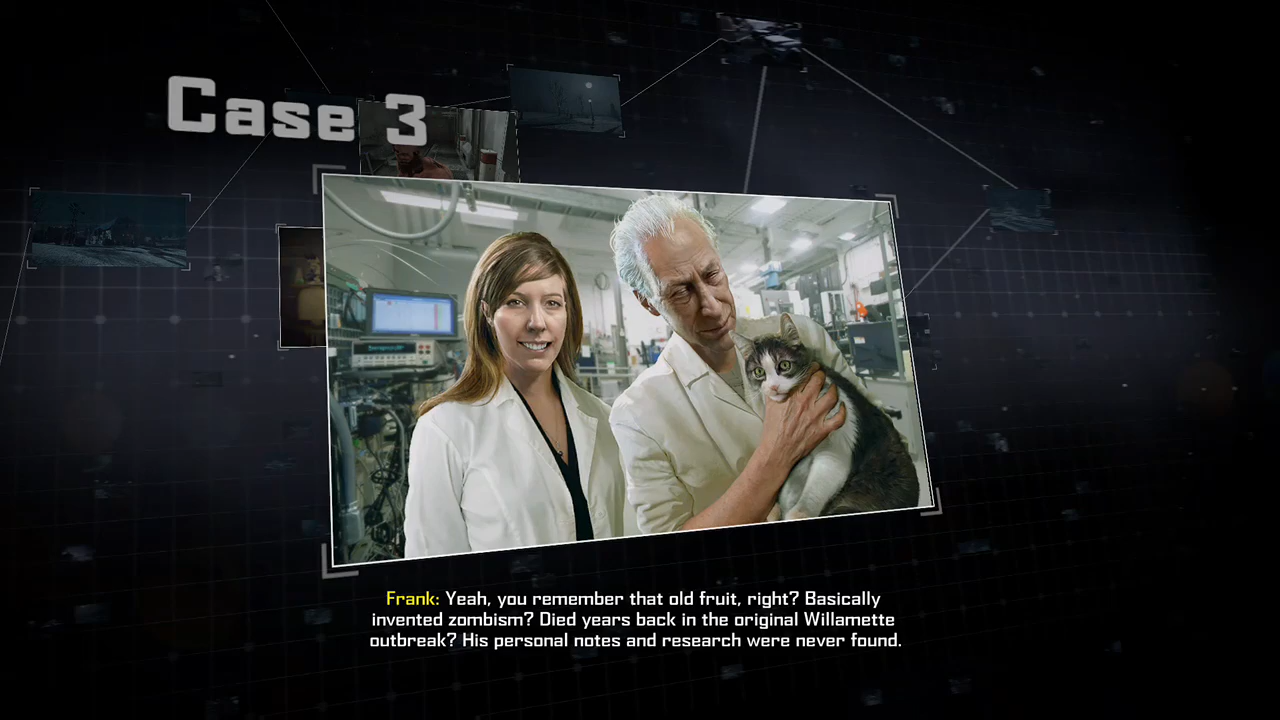 Case 3
Frank: Yeah, you remember that old fruit, right? Basically
invented zombism? Died years back in the original Willamette
outbreak? His personal notes and research were never found.